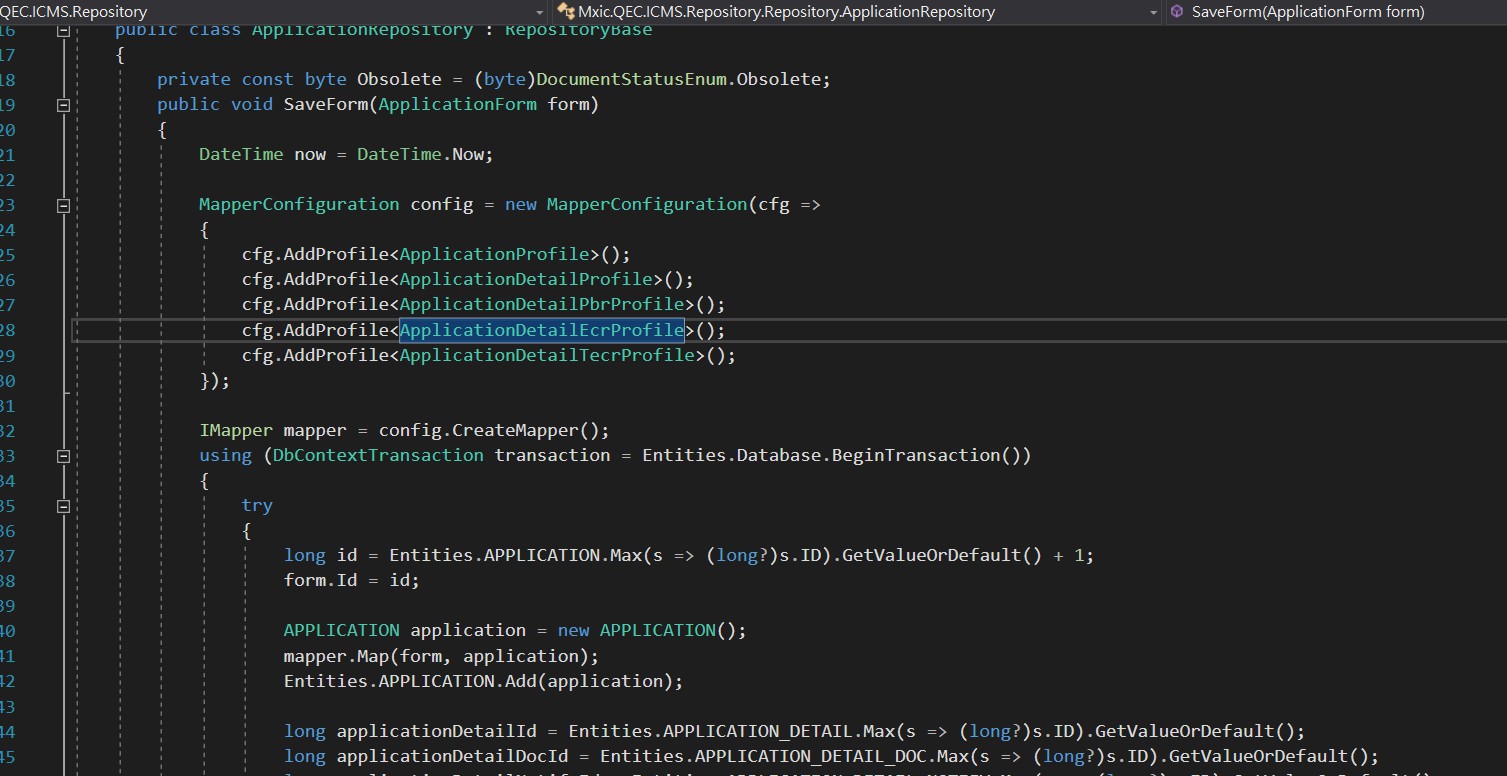 QEC.ICMS.Repository
Mxic.QEC.ICMS.Repository.Repository.ApplicationRepository
SaveForm(ApplicationForm form)
16 public class ApplicationRepository : RepositoryBase
17 {
18 private const byte Obsolete = (byte)DocumentStatusEnum.Obsolete;
19 public void SaveForm(ApplicationForm form)
20 {
21 DateTime now = DateTime.Now;
22
23 MapperConfiguration config = new MapperConfiguration(cfg =>
24 {
25 cfg.AddProfile<ApplicationProfile>();
26 cfg.AddProfile<ApplicationDetailProfile>();
27 cfg.AddProfile<ApplicationDetailPbrProfile>();
28 cfg.AddProfile<ApplicationDetailEcrProfile>();
29 cfg.AddProfile<ApplicationDetailTecrProfile>();
30 });
31
32 IMapper mapper = config.CreateMapper();
33 using (DbContextTransaction transaction = Entities.Database.BeginTransaction())
34 {
35 try
36 {
37 long id = Entities.APPLICATION.Max(s => (long?)s.ID).GetValueOrDefault() + 1;
38 form.Id = id;
39
40 APPLICATION application = new APPLICATION();
41 mapper.Map(form, application);
42 Entities.APPLICATION.Add(application);
43
44 long applicationDetailId = Entities.APPLICATION_DETAIL.Max(s => (long?)s.ID).GetValueOrDefault();
45 long applicationDetailDocId = Entities.APPLICATION_DETAIL_DOC.Max(s => (long?)s.ID).GetValueOrDefault();